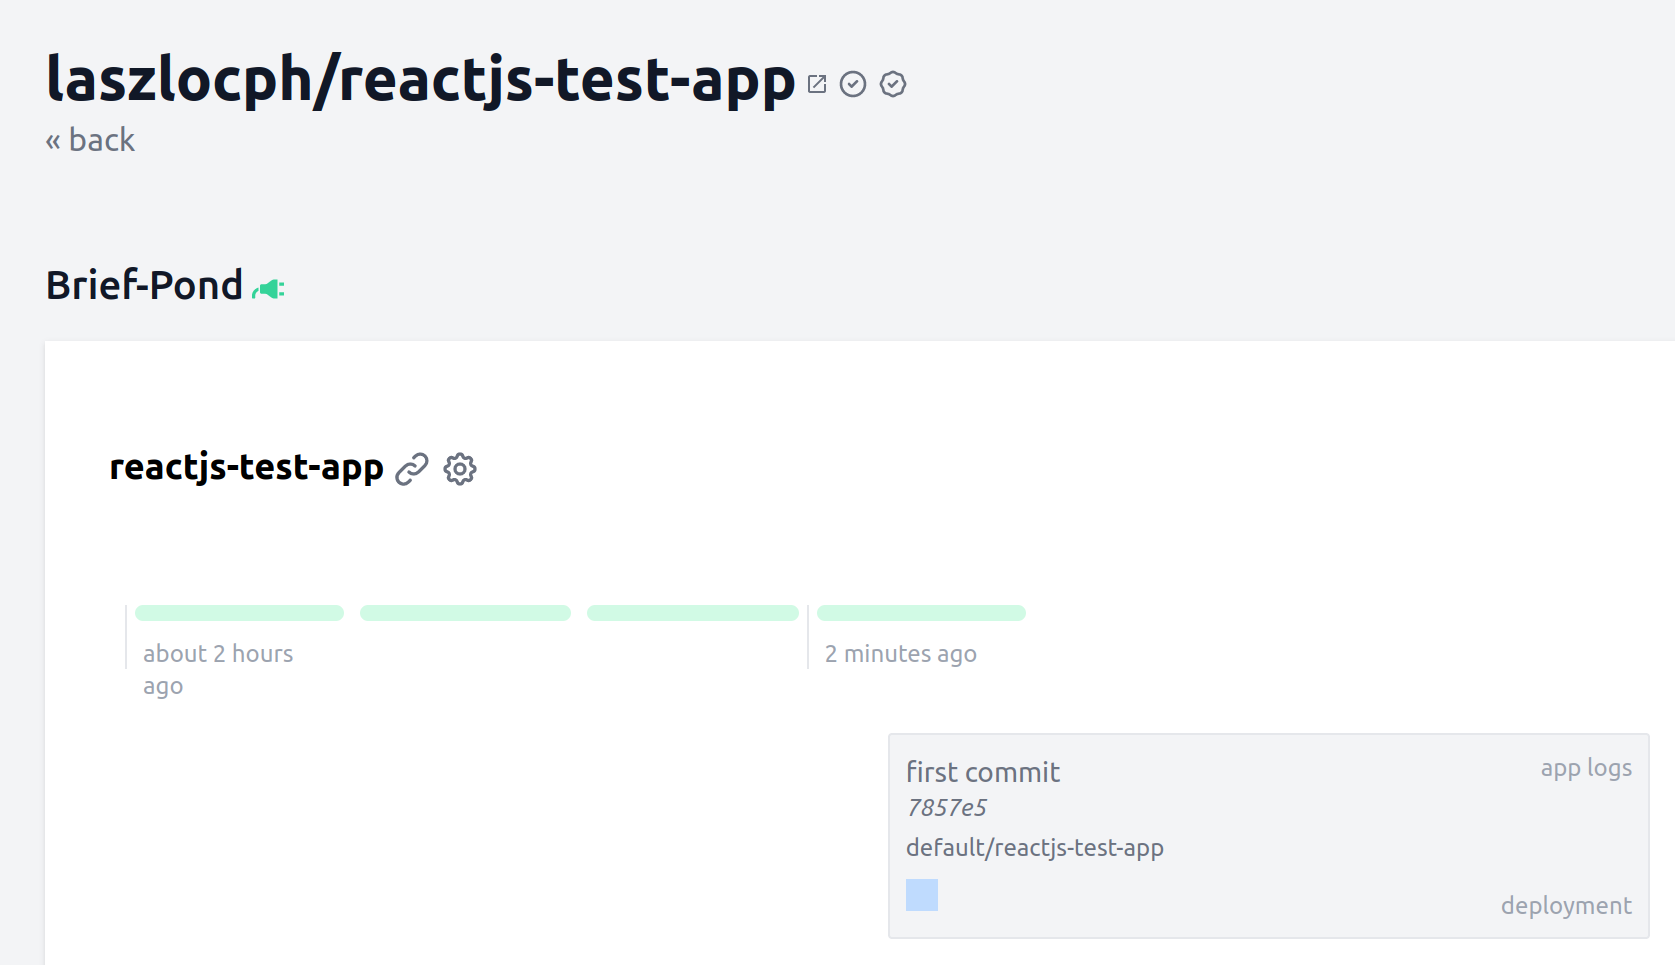 laszlocph/reactjs-test-app
« back
Brief-Pond
reactjs-test-app
about 2 hours
ago
2 minutes ago
first commit
app logs
7857e5
default/reactjs-test-app
deployment